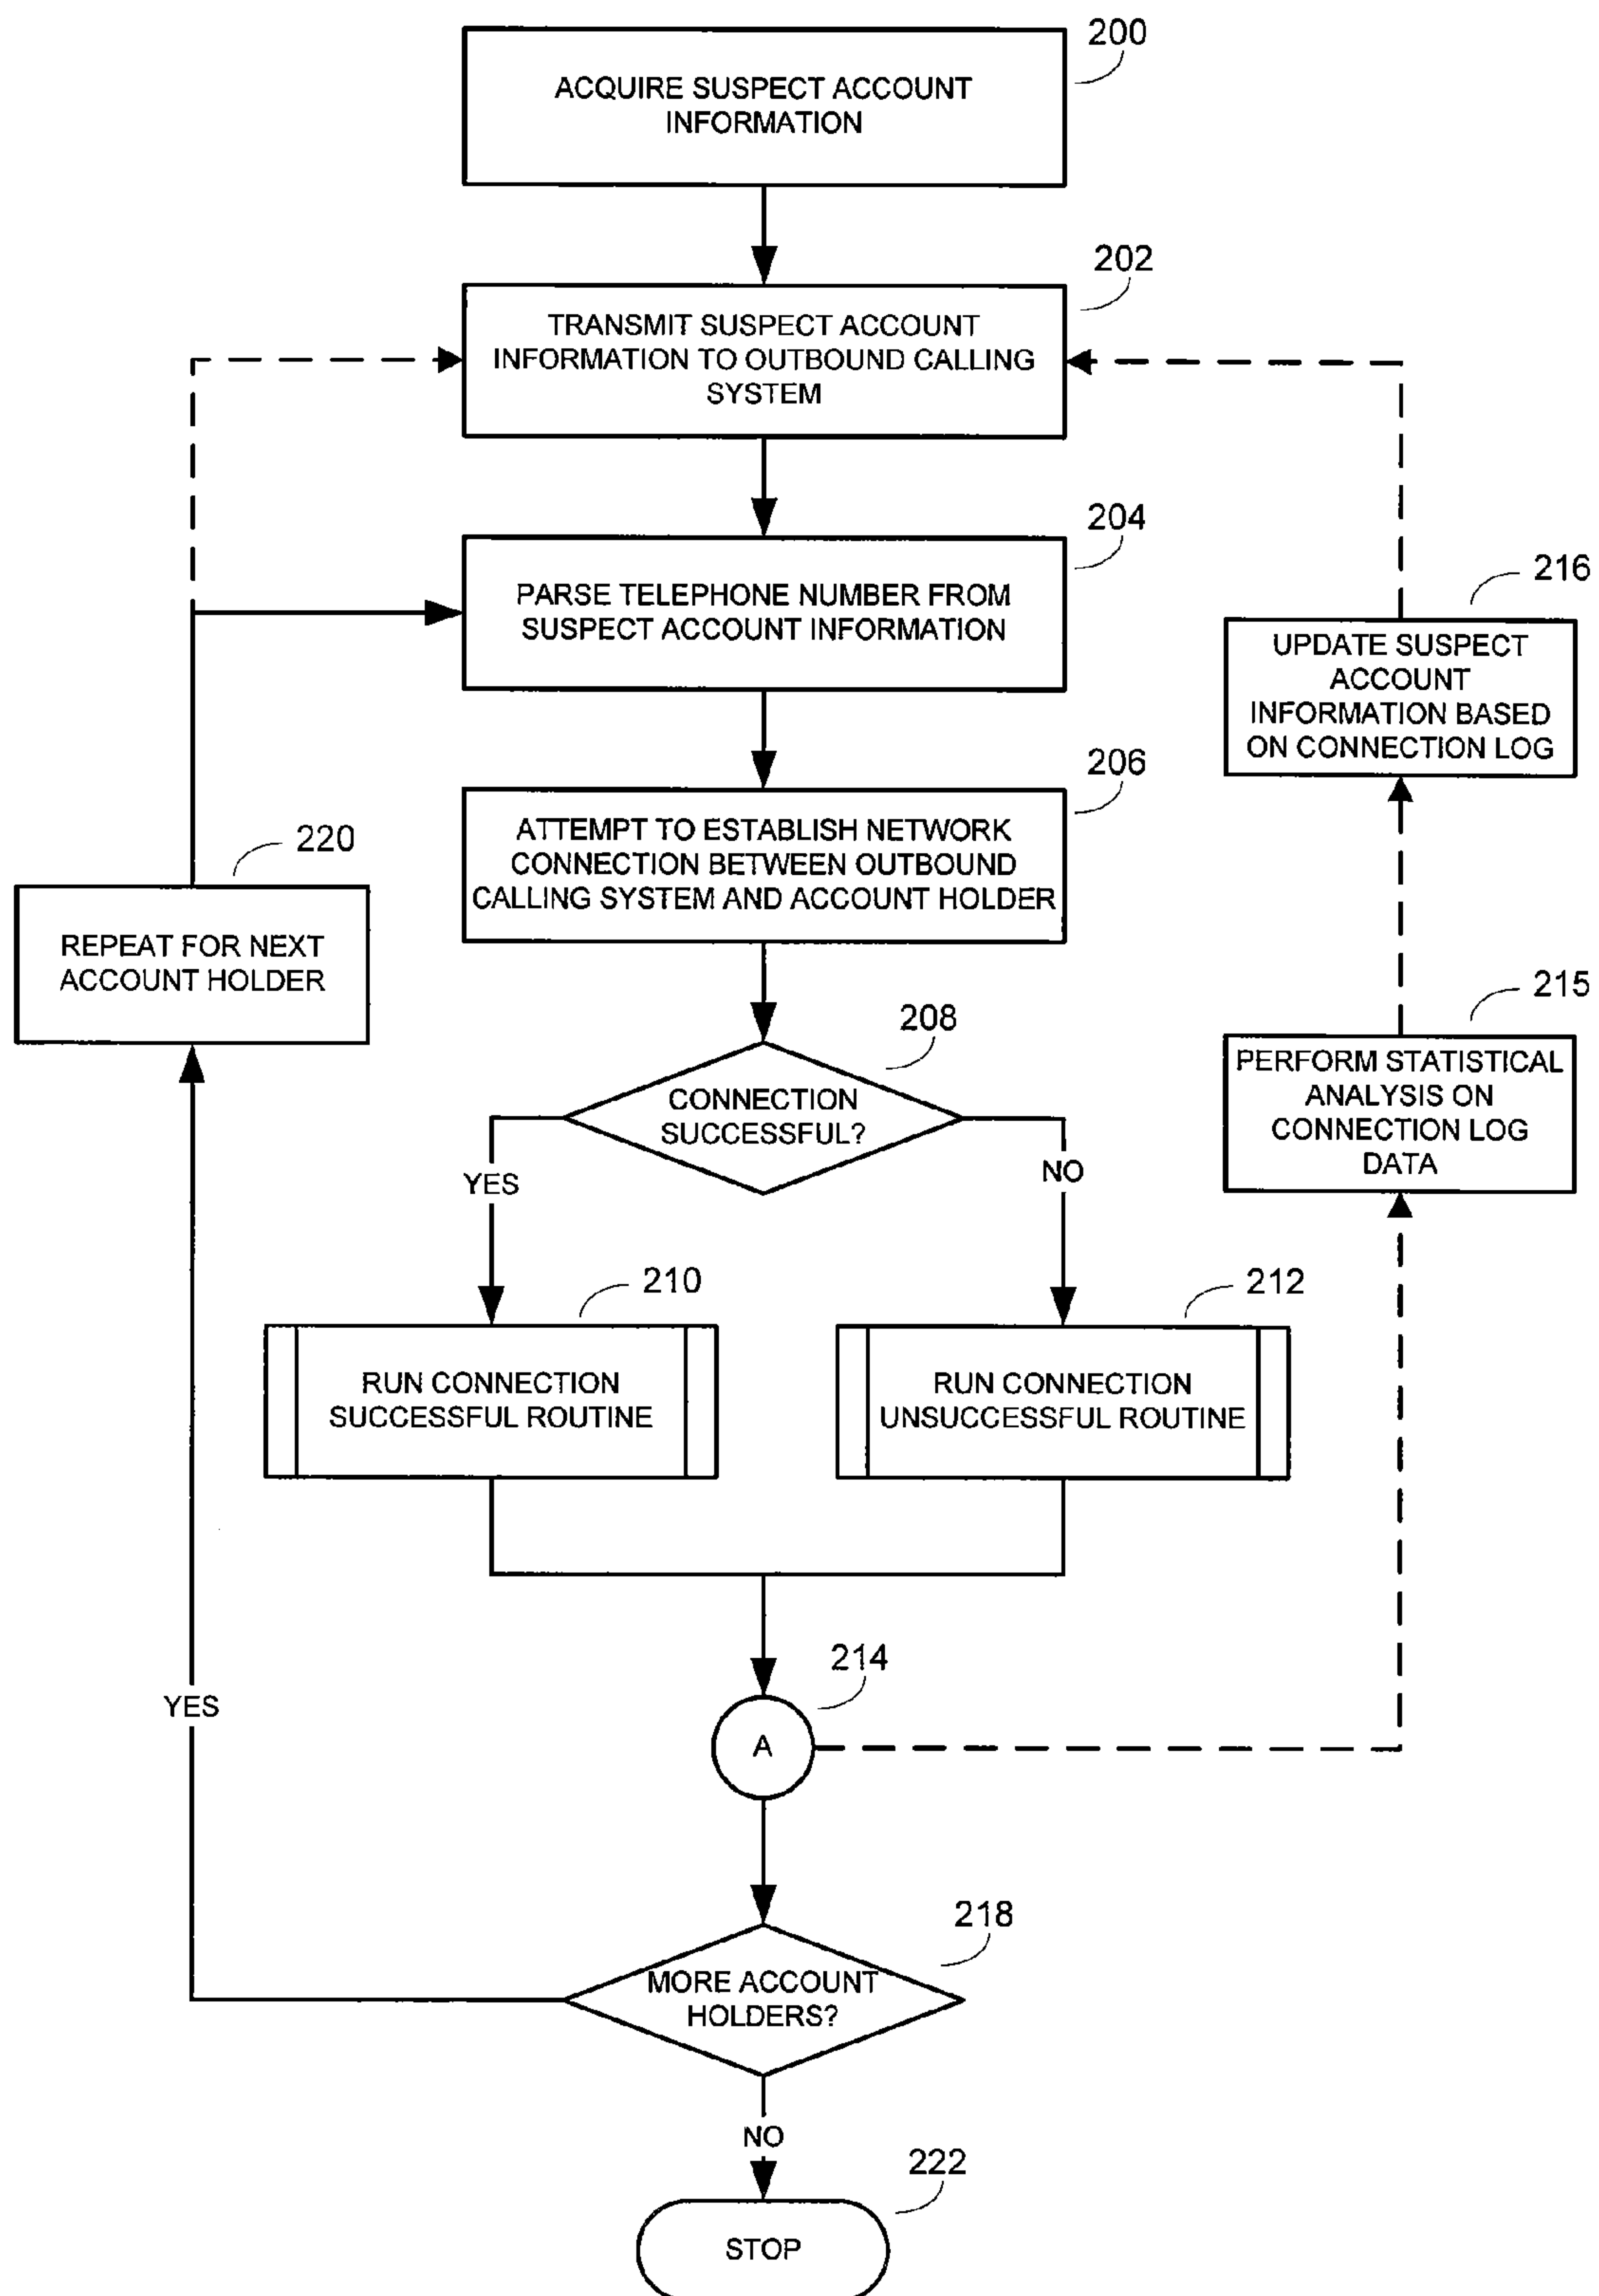 200
ACQUIRE SUSPECT ACCOUNT
INFORMATION
202
TRANSMIT SUSPECT ACCOUNT
INFORMATION TO OUTBOUND CALLING
SYSTEM
204
PARSE TELEPHONE NUMBER FROM
SUSPECT ACCOUNT INFORMATION
216
UPDATE SUSPECT
ACCOUNT
INFORMATION BASED
ON CONNECTION LOG
206
ATTEMPT TO ESTABLISH NETWORK
CONNECTION BETWEEN OUTBOUND
CALLING SYSTEM AND ACCOUNT HOLDER
220
REPEAT FOR NEXT
ACCOUNT HOLDER
215
PERFORM STATISTICAL
ANALYSIS ON
CONNECTION LOG
DATA
208
CONNECTION
SUCCESSFUL?
YES
NO
210
RUN CONNECTION
SUCCESSFUL ROUTINE
212
RUN CONNECTION
UNSUCCESSFUL ROUTINE
214
A
YES
218
MORE ACCOUNT
HOLDERS?
NO
222
STOP